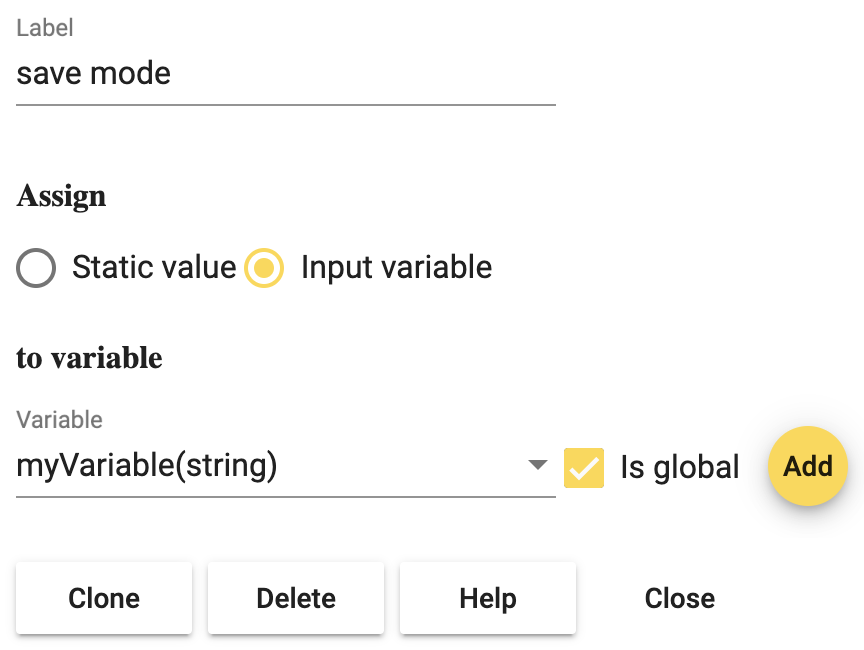 Label
save mode
Assign
Static value Input variable
to variable
Variable
myVariable(string) Is global Add
Clone Delete Help Close